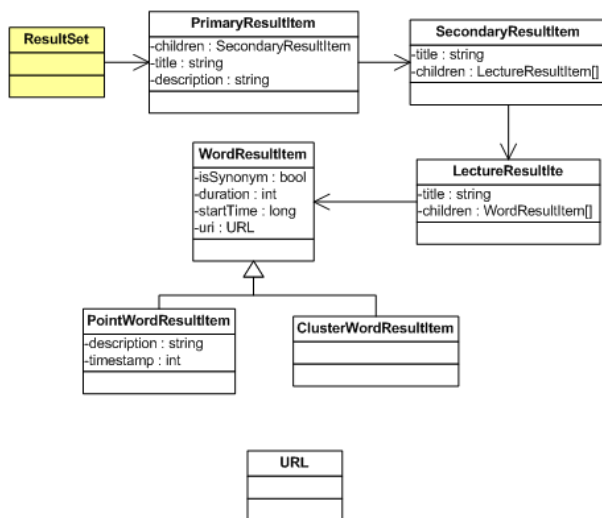 ResultSet
PrimaryResultItem
-children : SecondaryResultItem
-title : string
-description : string
SecondaryResultItem
-title : string
-children : LectureResultItem[]
WordResultItem
-isSynonym : bool
-duration : int
-startTime : long
-uri : URL
LectureResultIte
-title : string
-children : WordResultItem[]
PointWordResultItem
-description : string
-timestamp : int
ClusterWordResultItem
URL